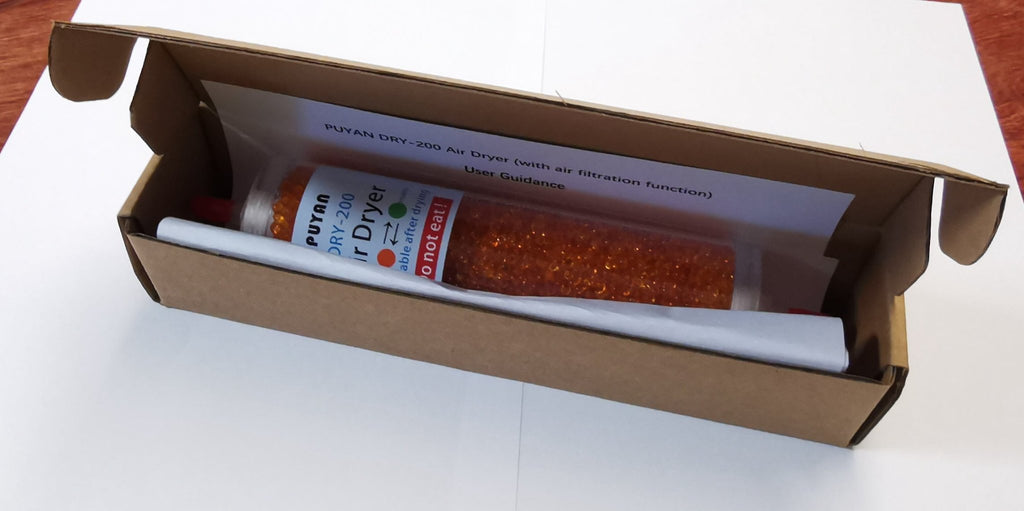 PUYAN DRY-200 Air Dryer (with air filtration function)
User Guidance
PUYAN
DRY-200
ir Dryer
able after drying
o not eat!